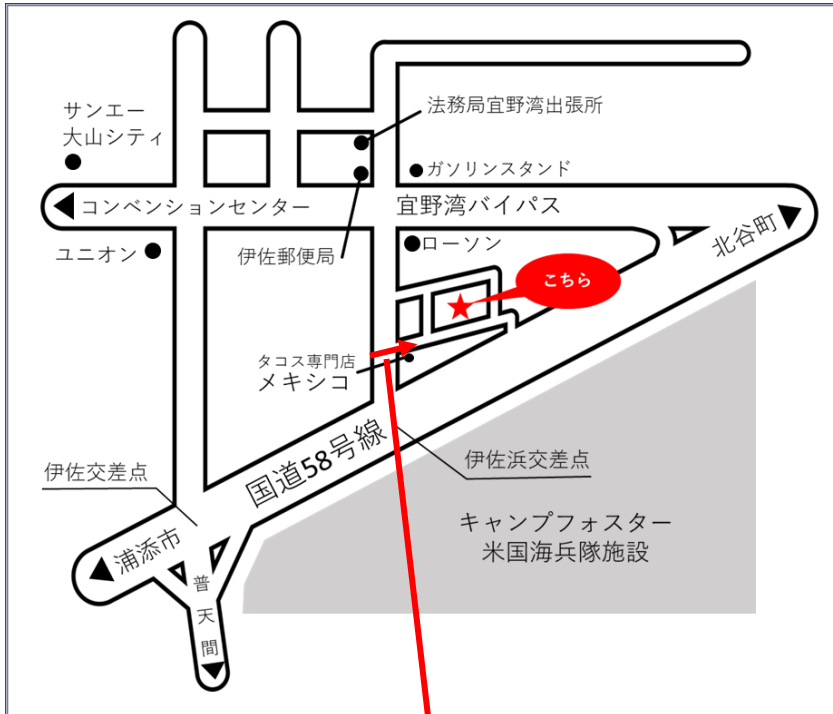 サンエー
大山シティ
法務局宜野湾出張所
ガソリンスタンド
コンベンションセンター
宜野湾バイパス
北谷町
ユニオン
伊佐郵便局
ローソン
こちら
タコス専門店
メキシコ
国道58号線
伊佐交差点
伊佐浜交差点
キャンプフォスター
米国海兵隊施設
浦添市
普天間